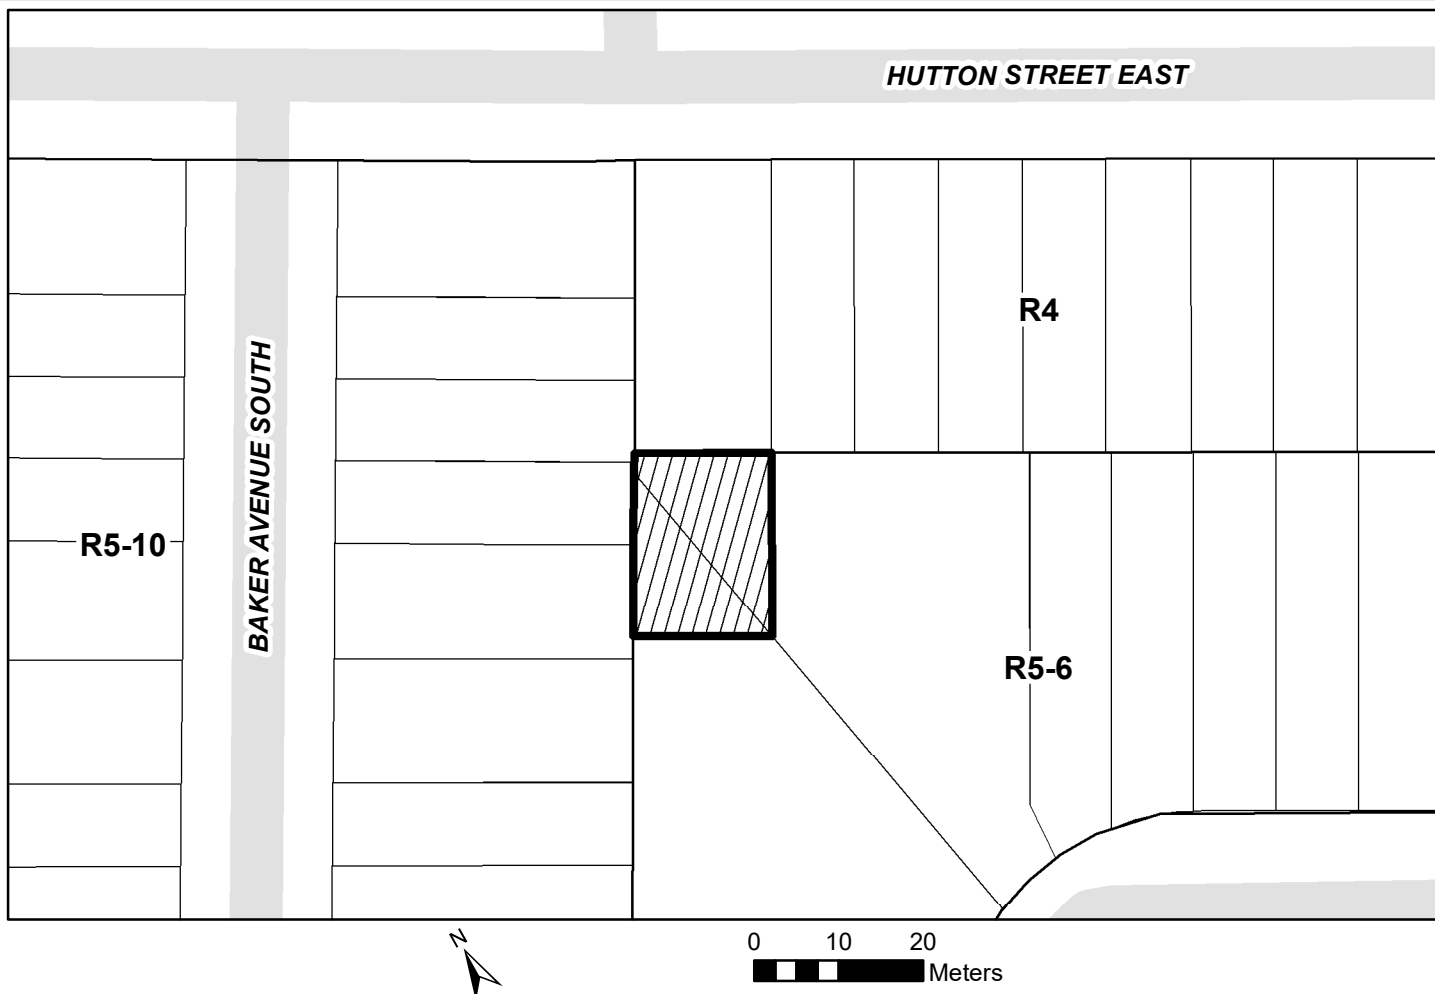 HUTTON STREET EAST
R4
BAKER AVENUE SOUTH
R5-10
R5-6
N
0 10 20
Meters